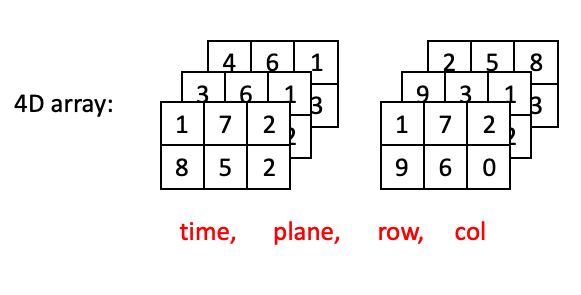 4 6 1 2 5 8
3 6 1 3 9 3 1 3
4D array:
1 7 2 2 1 7 2 2
8 5 2 9 6 0
time, plane, row, col